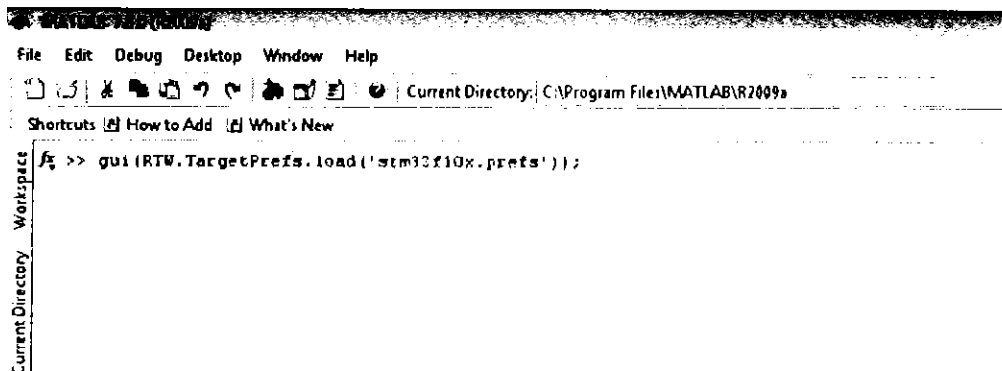 File Edit Debug Desktop Window Help
Current Directory: C:\Program Files\MATLAB\R2009a
Shortcuts How to Add What's New
fx >> gui(RTW.TargetPrefs.load('stm32f10x.prefs'));
Workspace
Current Directory